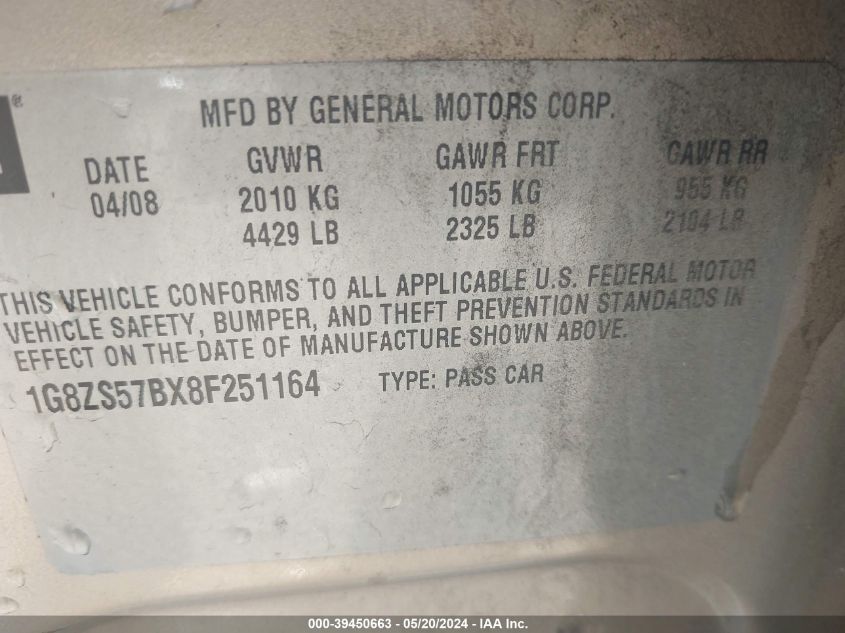 ®
MFD BY GENERAL MOTORS CORP.
DATE GVWR GAWR FRT GAWR RR
04/08 2010 KG 1055 KG 955 KG
4429 LB 2325 LB 2104 LB
THIS VEHICLE CONFORMS TO ALL APPLICABLE U.S. FEDERAL MOTOR
VEHICLE SAFETY, BUMPER, AND THEFT PREVENTION STANDARDS IN
EFFECT ON THE DATE OF MANUFACTURE SHOWN ABOVE.
1G8ZS57BX8F251164 TYPE: PASS CAR
000-39450663 - 05/20/2024 - IAA Inc.